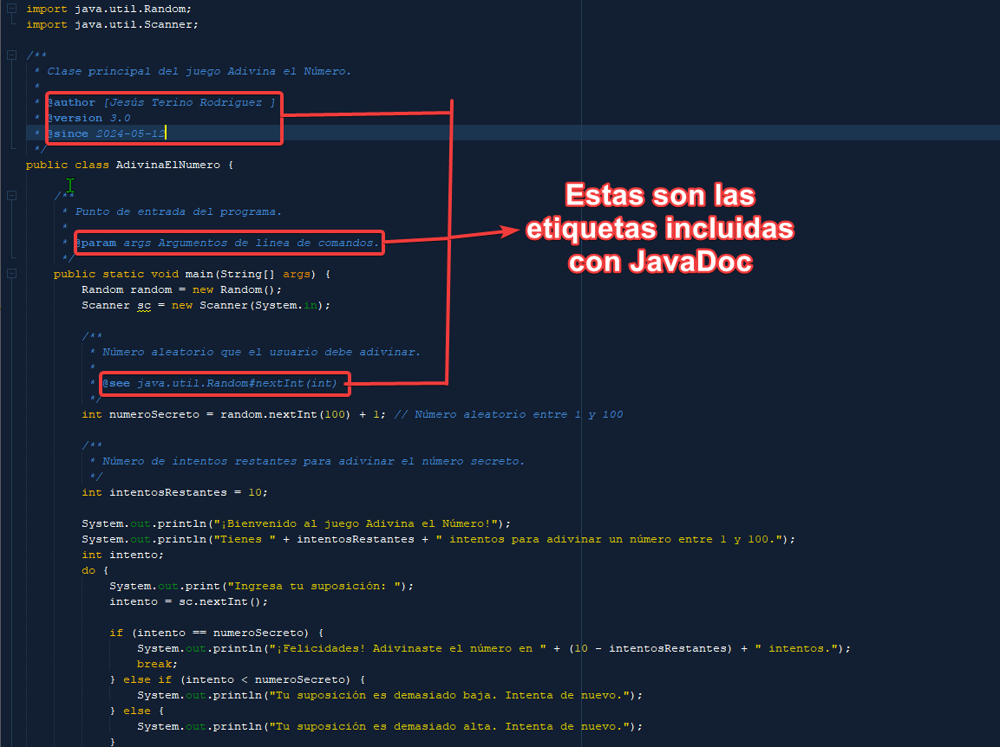 import java.util.Random;
import java.util.Scanner;
/**
* Clase principal del juego Adivina el Número.
*
* @author [Jesús Terino Rodriguez ]
* @version 3.0
* @since 2024-05-12
*/
public class AdivinaElNumero {
/**
* Punto de entrada del programa.
*
* @param args Argumentos de línea de comandos.
*/
public static void main(String[] args) {
Random random = new Random();
Scanner sc = new Scanner(System.in);
/**
* Número aleatorio que el usuario debe adivinar.
*
* @see java.util.Random#nextInt(int)
*/
int numeroSecreto = random.nextInt(100) + 1; // Número aleatorio entre 1 y 100
/**
* Número de intentos restantes para adivinar el número secreto.
*/
int intentosRestantes = 10;
System.out.println("¡Bienvenido al juego Adivina el Número!");
System.out.println("Tienes " + intentosRestantes + " intentos para adivinar un número entre 1 y 100.");
int intento;
do {
System.out.print("Ingresa tu suposición: ");
intento = sc.nextInt();
if (intento == numeroSecreto) {
System.out.println("¡Felicidades! Adivinaste el número en " + (10 - intentosRestantes) + " intentos.");
break;
} else if (intento < numeroSecreto) {
System.out.println("Tu suposición es demasiado baja. Intenta de nuevo.");
} else {
System.out.println("Tu suposición es demasiado alta. Intenta de nuevo.");
}
Estas son las
etiquetas incluidas
con JavaDoc